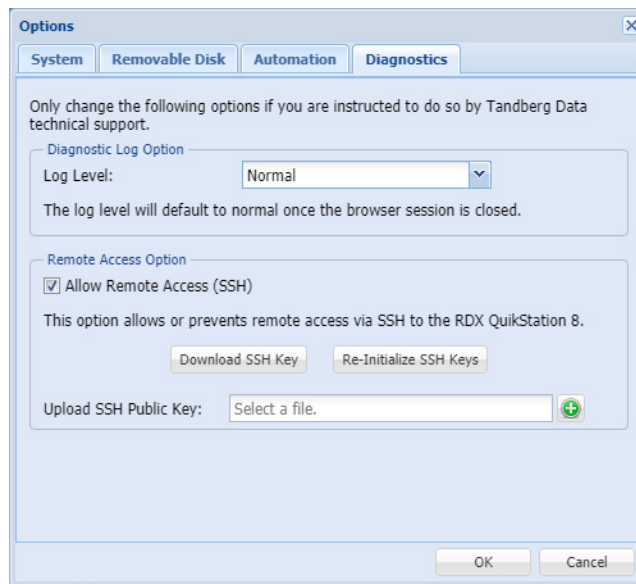 Options
System
Removable Disk
Automation
Diagnostics
Only change the following options if you are instructed to do so by Tandberg Data
technical support.
Diagnostic Log Option
Log Level:
Normal
The log level will default to normal once the browser session is closed.
Remote Access Option
Allow Remote Access (SSH)
This option allows or prevents remote access via SSH to the RDX QuikStation 8.
Download SSH Key
Re-Initialize SSH Keys
Upload SSH Public Key:
Select a file.
OK
Cancel